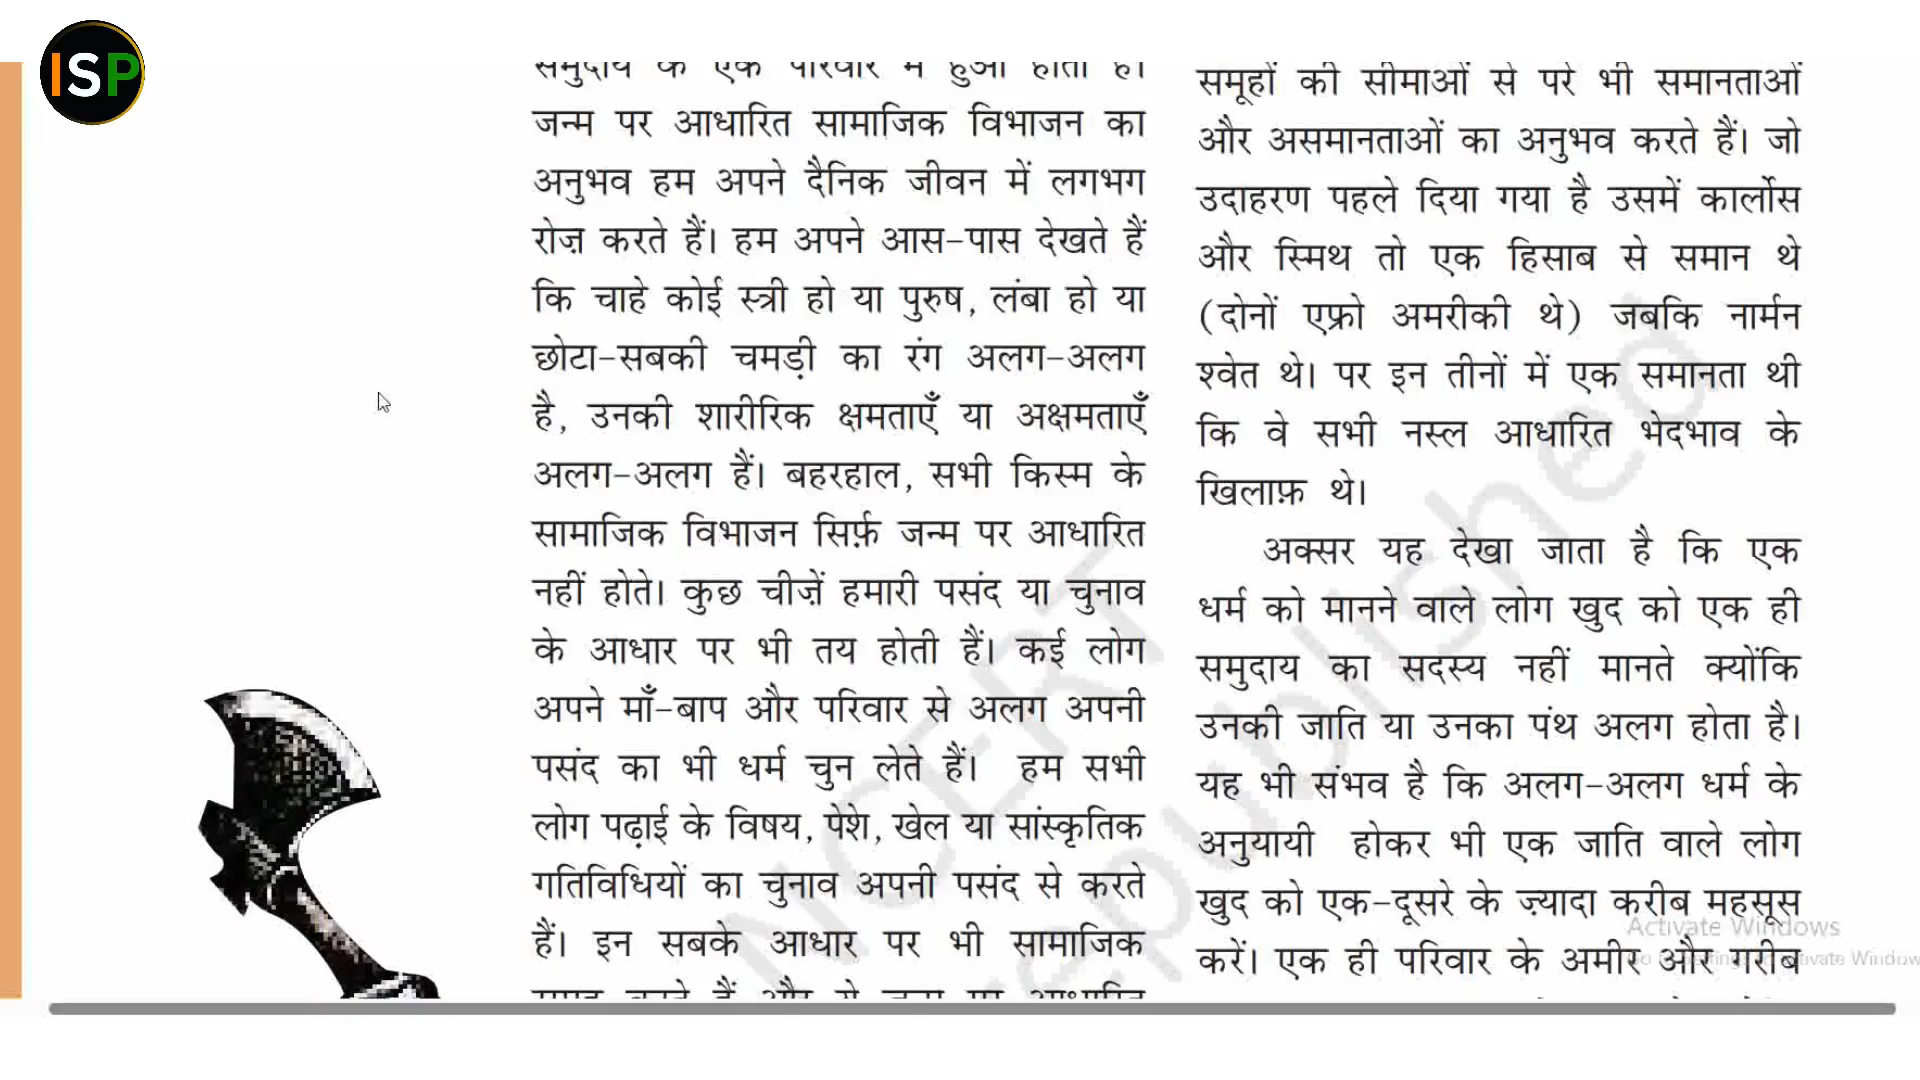 ISP
समुदाय के एक परिवार में हुआ होता है।
जन्म पर आधारित सामाजिक विभाजन का
अनुभव हम अपने दैनिक जीवन में लगभग
रोज़ करते हैं। हम अपने आस-पास देखते हैं
कि चाहे कोई स्त्री हो या पुरुष, लंबा हो या
छोटा-सबकी चमड़ी का रंग अलग-अलग
है, उनकी शारीरिक क्षमताएँ या अक्षमताएँ
अलग-अलग हैं। बहरहाल, सभी किस्म के
सामाजिक विभाजन सिर्फ़ जन्म पर आधारित
नहीं होते। कुछ चीज़ें हमारी पसंद या चुनाव
के आधार पर भी तय होती हैं। कई लोग
अपने माँ-बाप और परिवार से अलग अपनी
पसंद का भी धर्म चुन लेते हैं। हम सभी
लोग पढ़ाई के विषय, पेशे, खेल या सांस्कृतिक
गतिविधियों का चुनाव अपनी पसंद से करते
हैं। इन सबके आधार पर भी सामाजिक
समूहों की सीमाओं से परे भी समानताओं
और असमानताओं का अनुभव करते हैं। जो
उदाहरण पहले दिया गया है उसमें कार्लोस
और स्मिथ तो एक हिसाब से समान थे
(दोनों एफ्रो अमरीकी थे) जबकि नार्मन
श्वेत थे। पर इन तीनों में एक समानता थी
कि वे सभी नस्ल आधारित भेदभाव के
खिलाफ़ थे।
अक्सर यह देखा जाता है कि एक
धर्म को मानने वाले लोग खुद को एक ही
समुदाय का सदस्य नहीं मानते क्योंकि
उनकी जाति या उनका पंथ अलग होता है।
यह भी संभव है कि अलग-अलग धर्म के
अनुयायी होकर भी एक जाति वाले लोग
खुद को एक-दूसरे के ज़्यादा करीब महसूस
करें। एक ही परिवार के अमीर और गरीब
NCERT
republished
Activate Windows